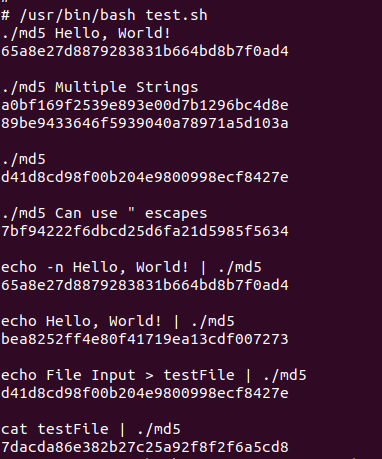 # /usr/bin/bash test.sh
./md5 Hello, World!
65a8e27d8879283831b664bd8b7f0ad4
./md5 Multiple Strings
a0bf169f2539e893e00d7b1296bc4d8e
89be9433646f5939040a78971a5d103a
./md5
d41d8cd98f00b204e9800998ecf8427e
./md5 Can use " escapes
7bf94222f6dbcd25d6fa21d5985f5634
echo -n Hello, World! | ./md5
65a8e27d8879283831b664bd8b7f0ad4
echo Hello, World! | ./md5
bea8252ff4e80f41719ea13cdf007273
echo File Input > testFile | ./md5
d41d8cd98f00b204e9800998ecf8427e
cat testFile | ./md5
7dacda86e382b27c25a92f8f2f6a5cd8